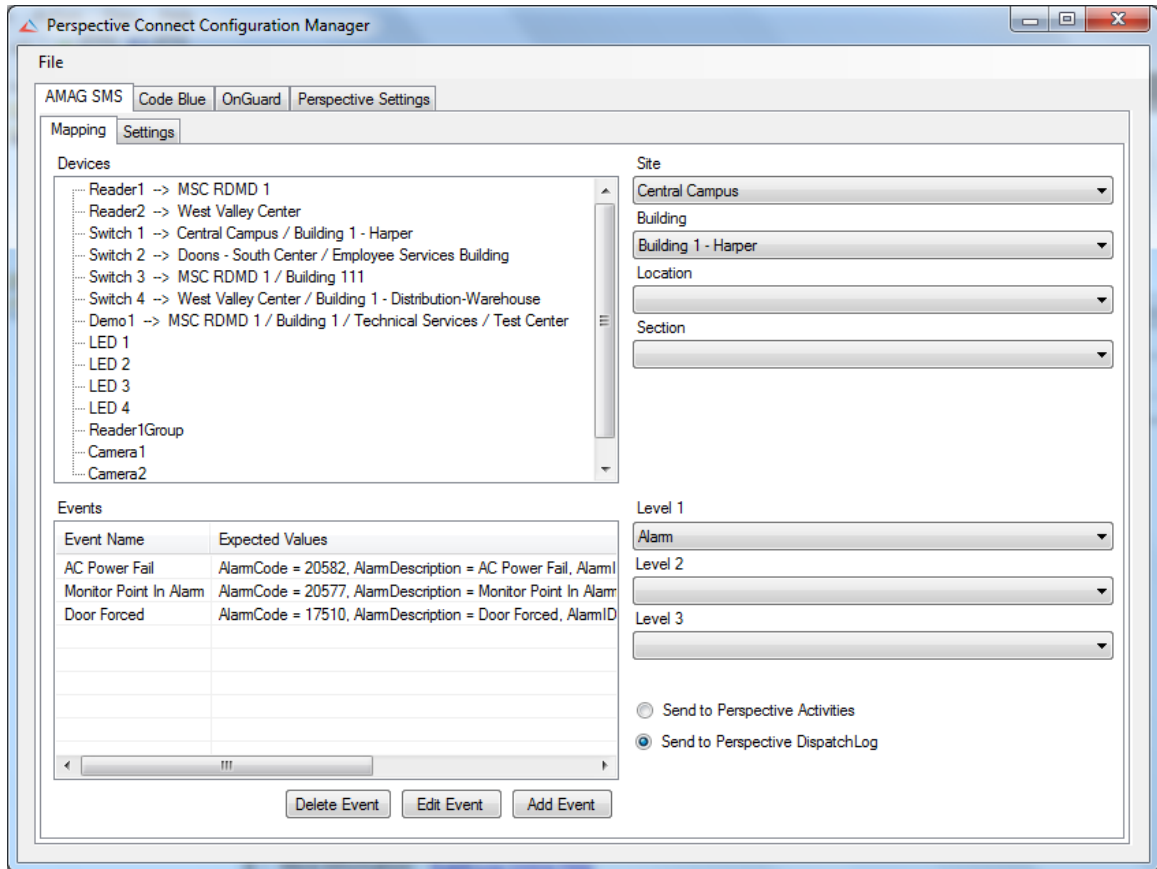 Perspective Connect Configuration Manager
File
AMAG SMS Code Blue OnGuard Perspective Settings
Mapping Settings
Devices
Reader1 --> MSC RDMD 1
Reader2 --> West Valley Center
Switch 1 --> Central Campus / Building 1 - Harper
Switch 2 --> Doons - South Center / Employee Services Building
Switch 3 --> MSC RDMD 1 / Building 111
Switch 4 --> West Valley Center / Building 1 - Distribution-Warehouse
Demo1 --> MSC RDMD 1 / Building 1 / Technical Services / Test Center
LED 1
LED 2
LED 3
LED 4
Reader1Group
Camera1
Camera2
Site
Central Campus
Building
Building 1 - Harper
Location
Section
Events
Event Name Expected Values
AC Power Fail AlarmCode = 20582, AlarmDescription = AC Power Fail, AlarmI
Monitor Point In Alarm AlarmCode = 20577, AlarmDescription = Monitor Point In Alarm
Door Forced AlarmCode = 17510, AlarmDescription = Door Forced, AlarmID
Delete Event Edit Event Add Event
Level 1
Alarm
Level 2
Level 3
Send to Perspective Activities
Send to Perspective DispatchLog